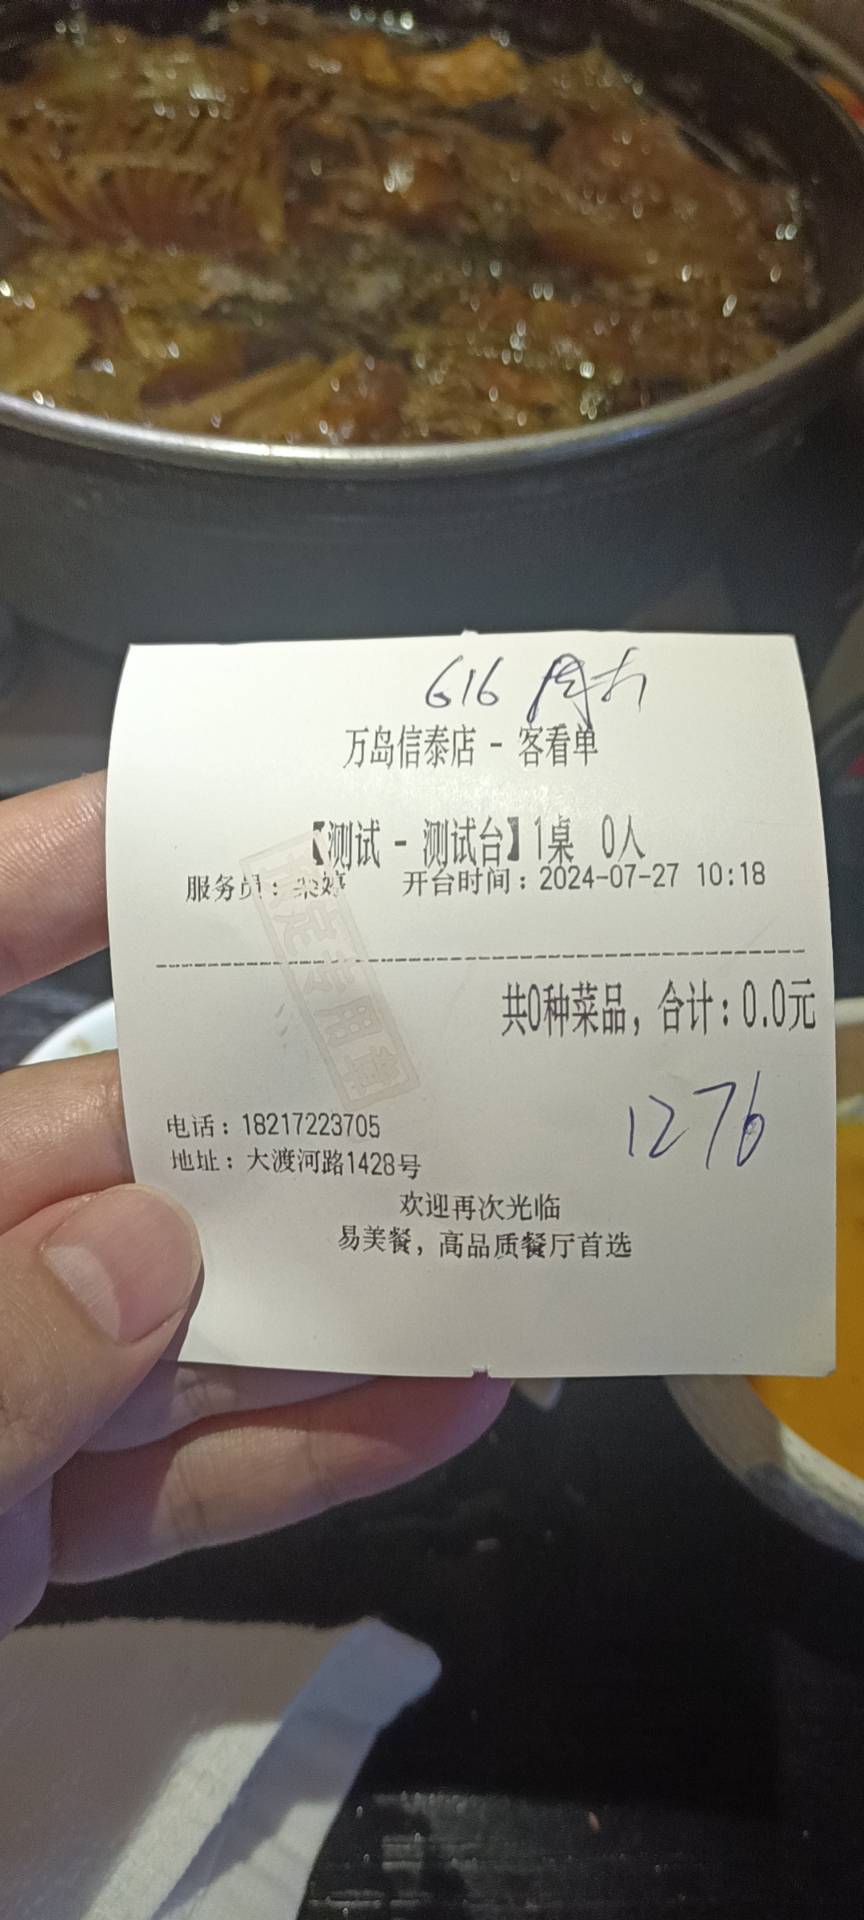 616
万岛信泰店 - 客看单
【测试 - 测试台】1桌 0人
服务员: 开台时间:2024-07-27 10:18
共0种菜品, 合计:0.0元
1276
电话:18217223705
地址:大渡河路1428号
欢迎再次光临
易美餐, 高品质餐厅首选